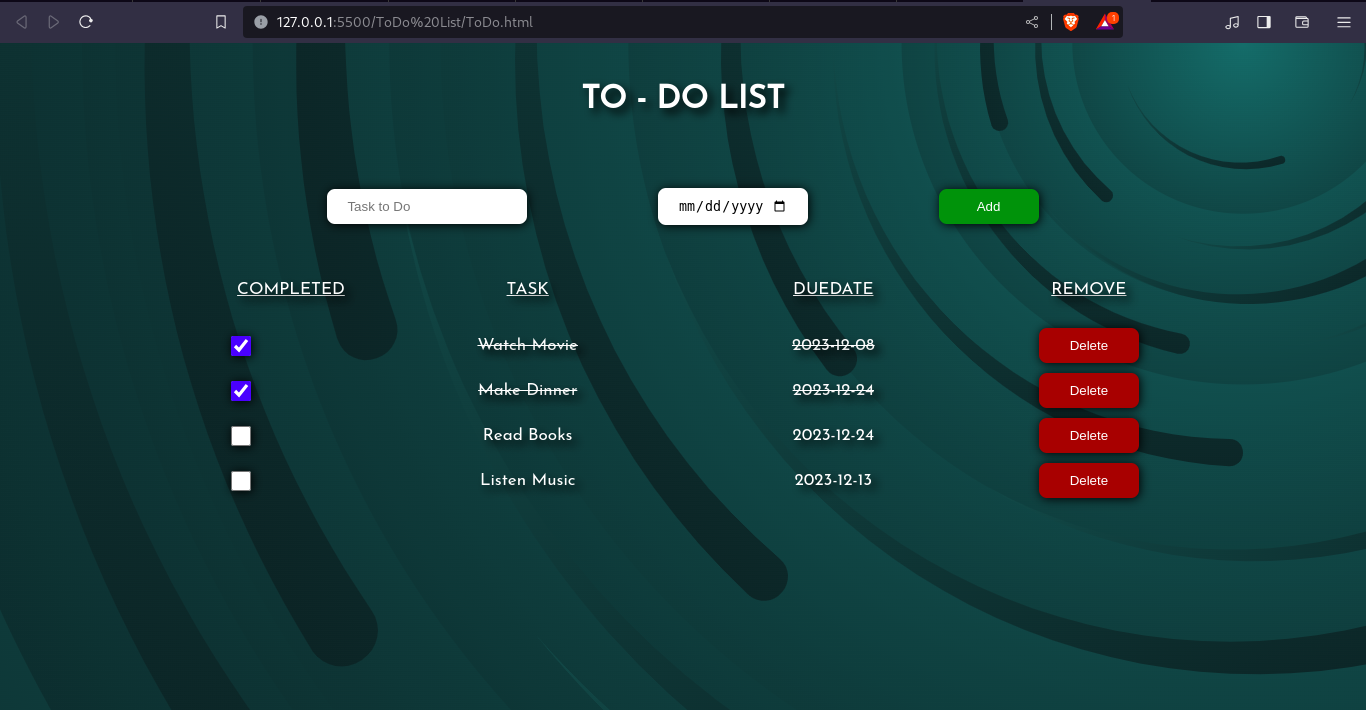 127.0.0.1:5500/ToDo%20List/ToDo.html 1
TO - DO LIST
Task to Do mm/dd/yyyy Add
COMPLETED TASK DUEDATE REMOVE
Watch Movie 2023-12-08 Delete
Make Dinner 2023-12-24 Delete
Read Books 2023-12-24 Delete
Listen Music 2023-12-13 Delete